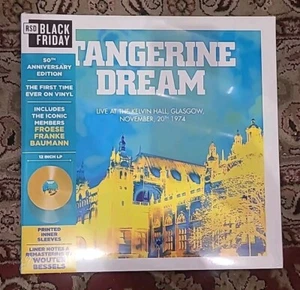 RSD BLACK
FRIDAY
TANGERINE
DREAM
LIVE AT THE KELVIN HALL, GLASGOW,
NOVEMBER, 20TH 1974
50TH
ANNIVERSARY
EDITION
THE FIRST TIME
EVER ON VINYL
INCLUDES
THE ICONIC
MEMBERS
FROESE
FRANKE
BAUMANN
12 INCH LP
PRINTED
INNER
SLEEVES
LINER NOTES &
REMASTERED BY
WOUTER
BESSELS